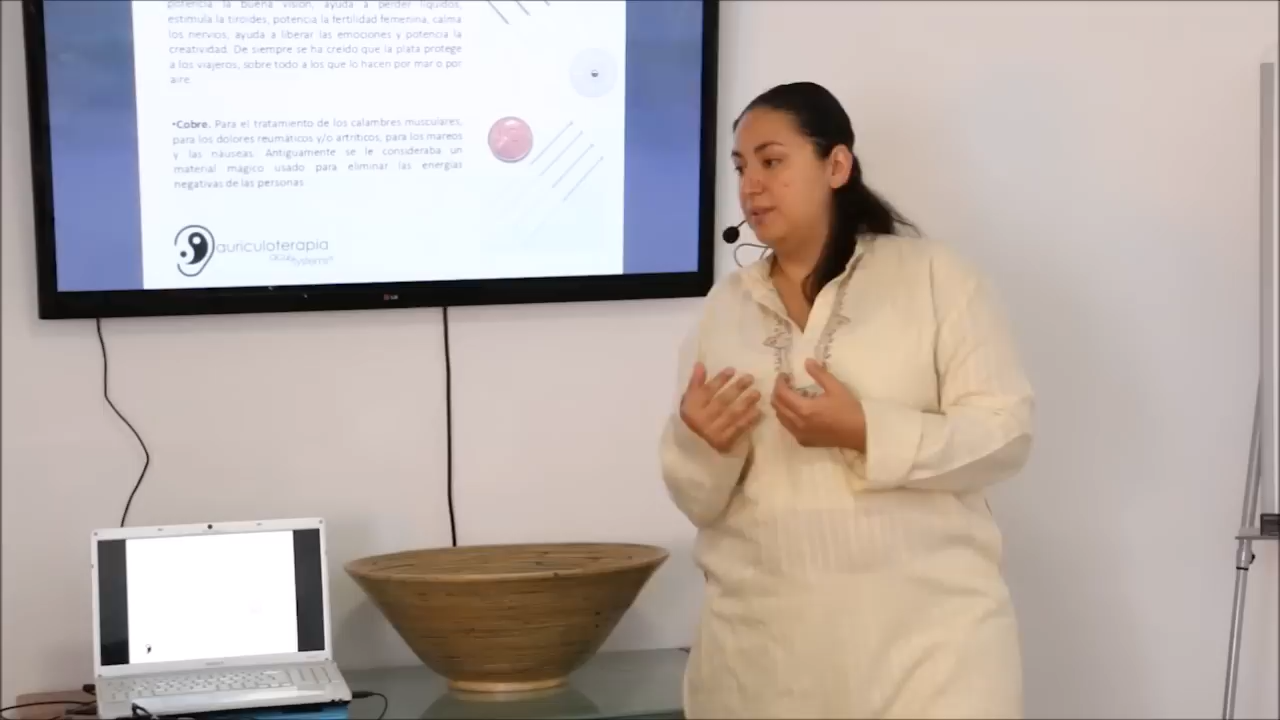 potencia la buena visión, ayuda a perder líquidos,
estimula la tiroides, potencia la fertilidad femenina, calma
los nervios, ayuda a liberar las emociones y potencia la
creatividad. De siempre se ha creído que la plata protege
a los viajeros, sobre todo a los que lo hacen por mar o por
aire.
•Cobre. Para el tratamiento de los calambres musculares,
para los dolores reumáticos y/o artríticos, para los mareos
y las náuseas. Antiguamente se le consideraba un
material mágico usado para eliminar las energías
negativas de las personas
auriculoterapia
systems
LG